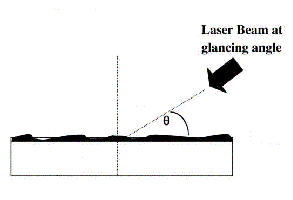 Laser Beam at
glancing angle
θ